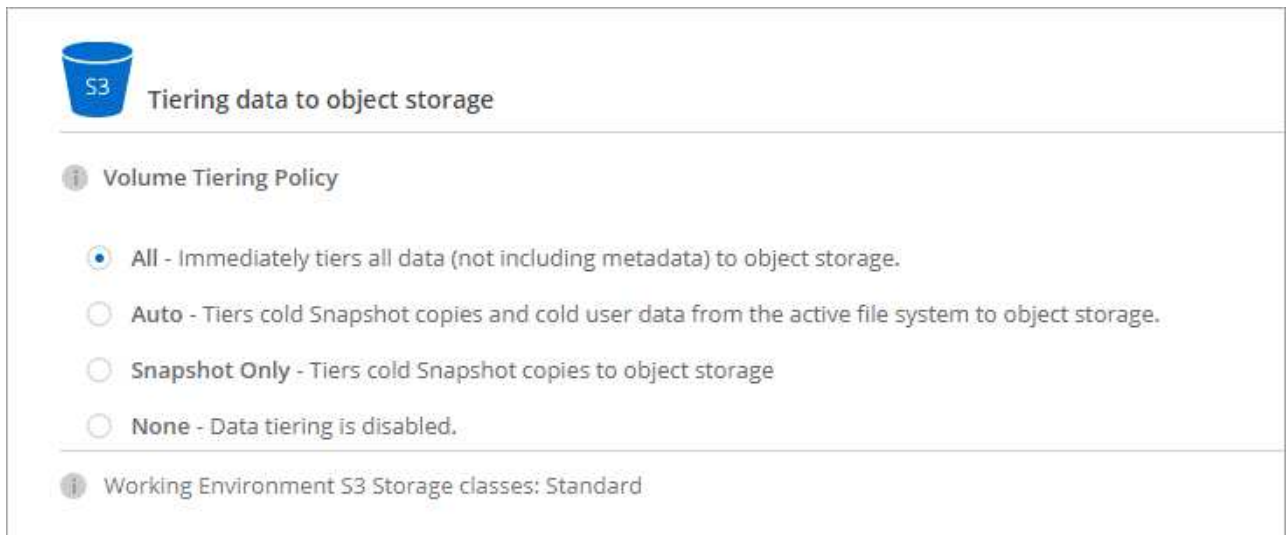 S3
Tiering data to object storage
i Volume Tiering Policy
All - Immediately tiers all data (not including metadata) to object storage.
Auto - Tiers cold Snapshot copies and cold user data from the active file system to object storage.
Snapshot Only - Tiers cold Snapshot copies to object storage
None - Data tiering is disabled.
i Working Environment S3 Storage classes: Standard